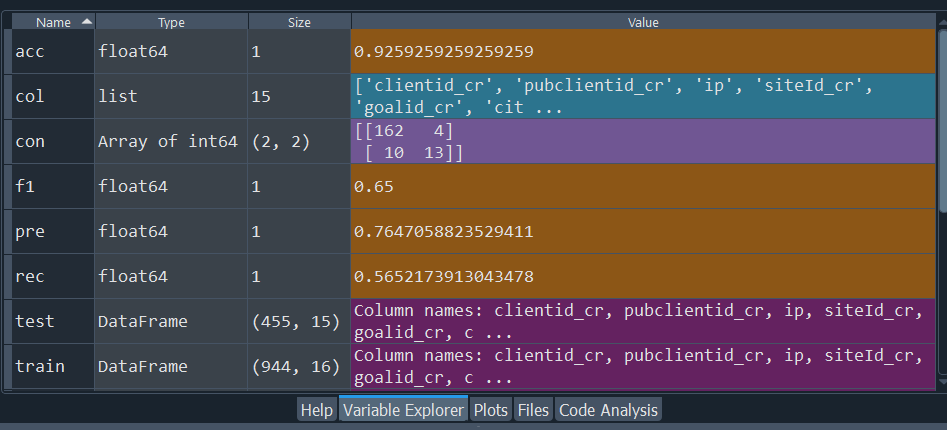 Name Type Size Value
acc float64 1 0.9259259259259259
col list 15 ['clientid_cr', 'pubclientid_cr', 'ip', 'siteId_cr',
'goalid_cr', 'cit ...
con Array of int64 (2, 2) [[162   4]
[ 10  13]]
f1 float64 1 0.65
pre float64 1 0.7647058823529411
rec float64 1 0.5652173913043478
test DataFrame (455, 15) Column names: clientid_cr, pubclientid_cr, ip, siteId_cr,
goalid_cr, c ...
train DataFrame (944, 16) Column names: clientid_cr, pubclientid_cr, ip, siteId_cr,
goalid_cr, c ...
Help Variable Explorer Plots Files Code Analysis